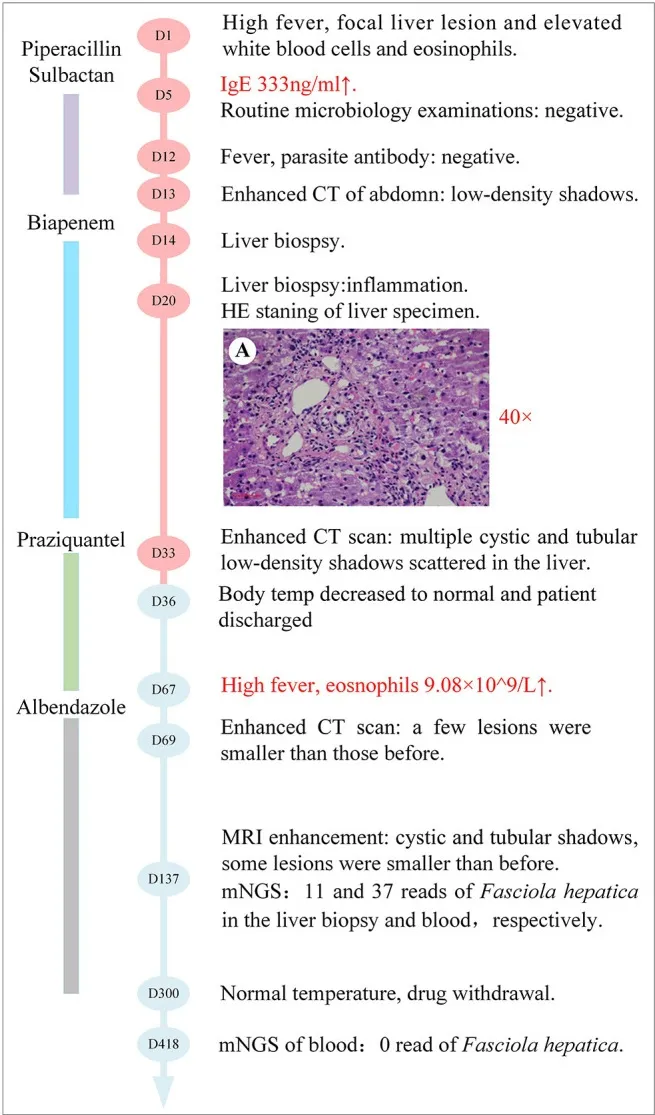 D1
High fever, focal liver lesion and elevated
white blood cells and eosinophils.
Piperacillin
Sulbactan
D5
IgE 333ng/ml↑.
Routine microbiology examinations: negative.
D12
Fever, parasite antibody: negative.
D13
Enhanced CT of abdomn: low-density shadows.
Biapenem
D14
Liver biospsy.
D20
Liver biospsy:inflammation.
HE staning of liver specimen.
A
40×
Praziquantel
D33
Enhanced CT scan: multiple cystic and tubular
low-density shadows scattered in the liver.
D36
Body temp decreased to normal and patient
discharged
D67
High fever, eosnophils 9.08×10^9/L↑.
Albendazole
D69
Enhanced CT scan: a few lesions were
smaller than those before.
D137
MRI enhancement: cystic and tubular shadows,
some lesions were smaller than before.
mNGS：11 and 37 reads of Fasciola hepatica
in the liver biopsy and blood，respectively.
D300
Normal temperature, drug withdrawal.
D418
mNGS of blood：0 read of Fasciola hepatica.